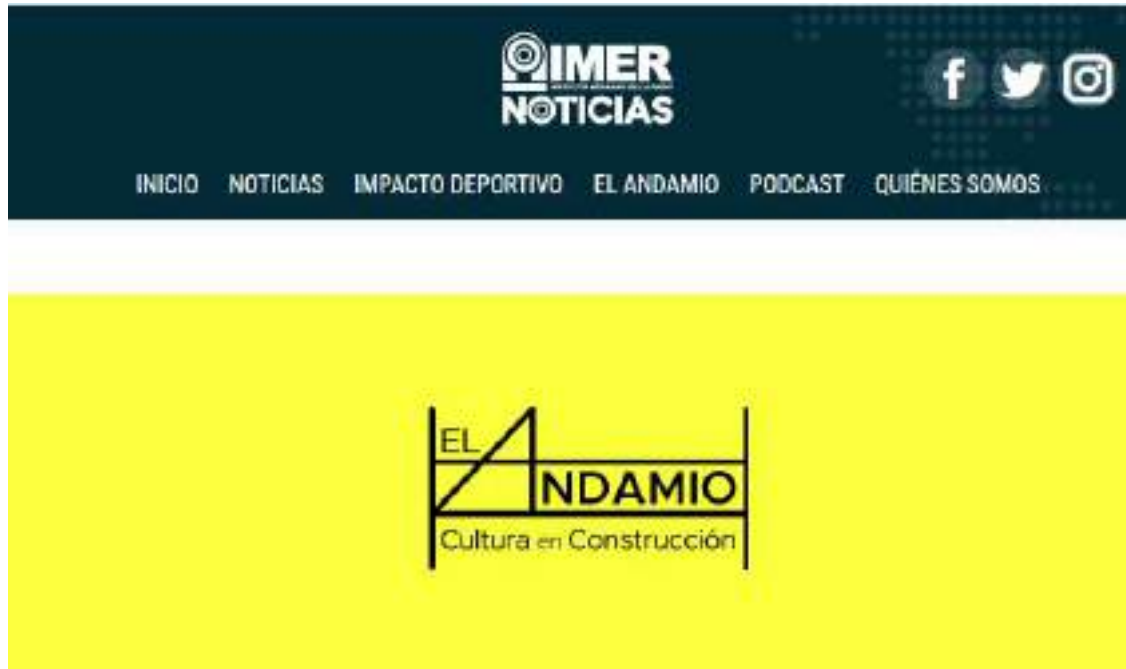 IMER
NOTICIAS
INICIO NOTICIAS IMPACTO DEPORTIVO EL ANDAMIO PODCAST QUIÉNES SOMOS
EL
ANDAMIO
Cultura en Construcción